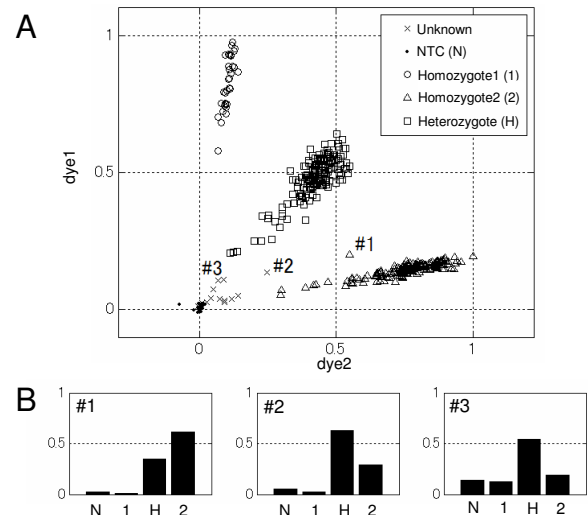 A
× Unknown
NTC (N)
Homozygote1 (1)
Homozygote2 (2)
Heterozygote (H)
1
0.5
0
dye1
#1
#2
#3
0 0.5 1
dye2
B
#1 #2 #3
1 1 1
0.5 0.5 0.5
0 0 0
N 1 H 2 N 1 H 2 N 1 H 2